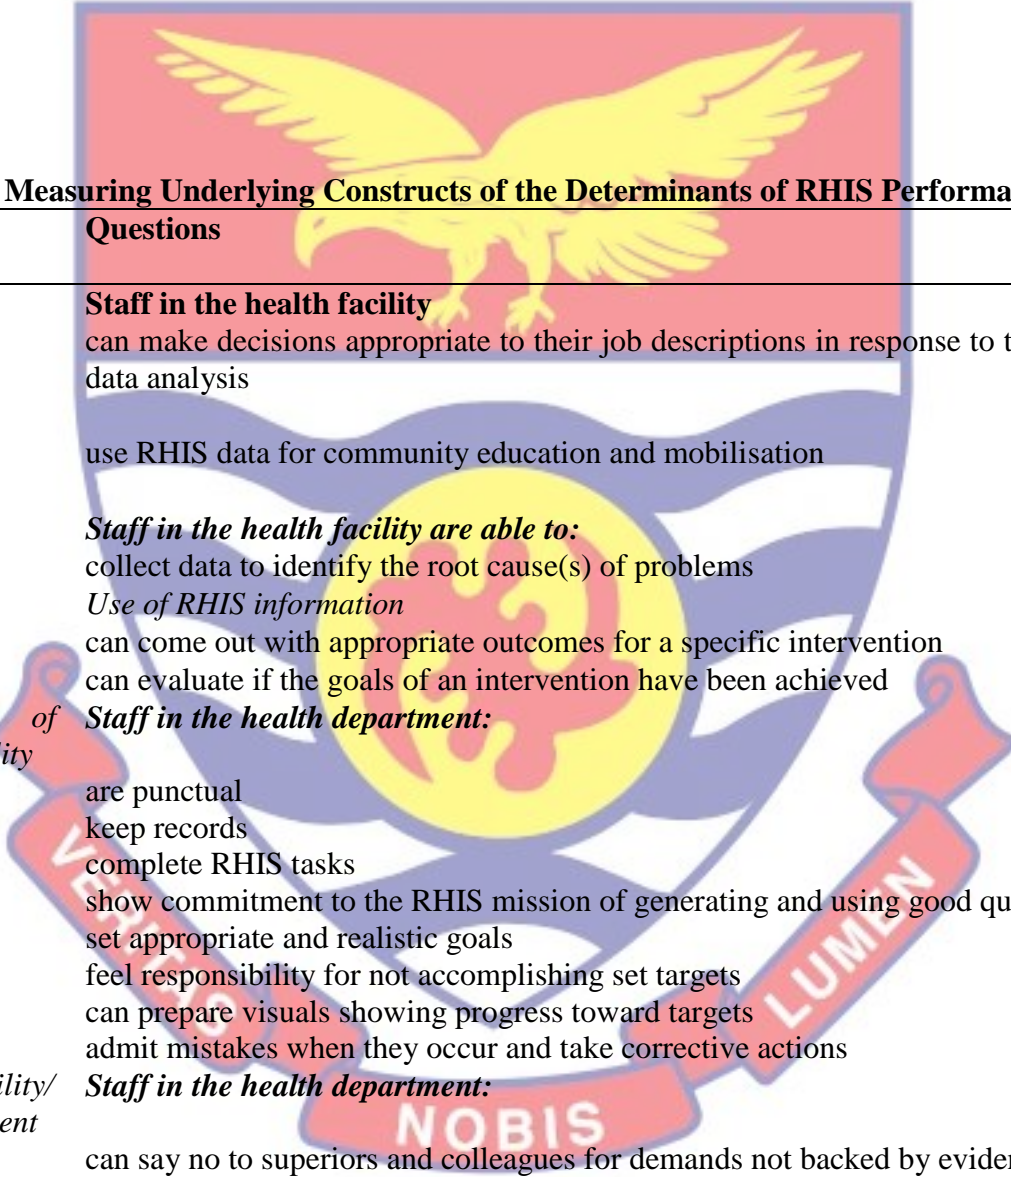 Measuring Underlying Constructs of the Determinants of RHIS Performa
Questions
Staff in the health facility
can make decisions appropriate to their job descriptions in response to t
data analysis
use RHIS data for community education and mobilisation
Staff in the health facility are able to:
collect data to identify the root cause(s) of problems
Use of RHIS information
can come out with appropriate outcomes for a specific intervention
can evaluate if the goals of an intervention have been achieved
of Staff in the health department:
lity
are punctual
keep records
complete RHIS tasks
show commitment to the RHIS mission of generating and using good qu
set appropriate and realistic goals
feel responsibility for not accomplishing set targets
can prepare visuals showing progress toward targets
admit mistakes when they occur and take corrective actions
ility/ Staff in the health department:
ent
can say no to superiors and colleagues for demands not backed by eviden
VERITAS
NOBIS
LUMEN